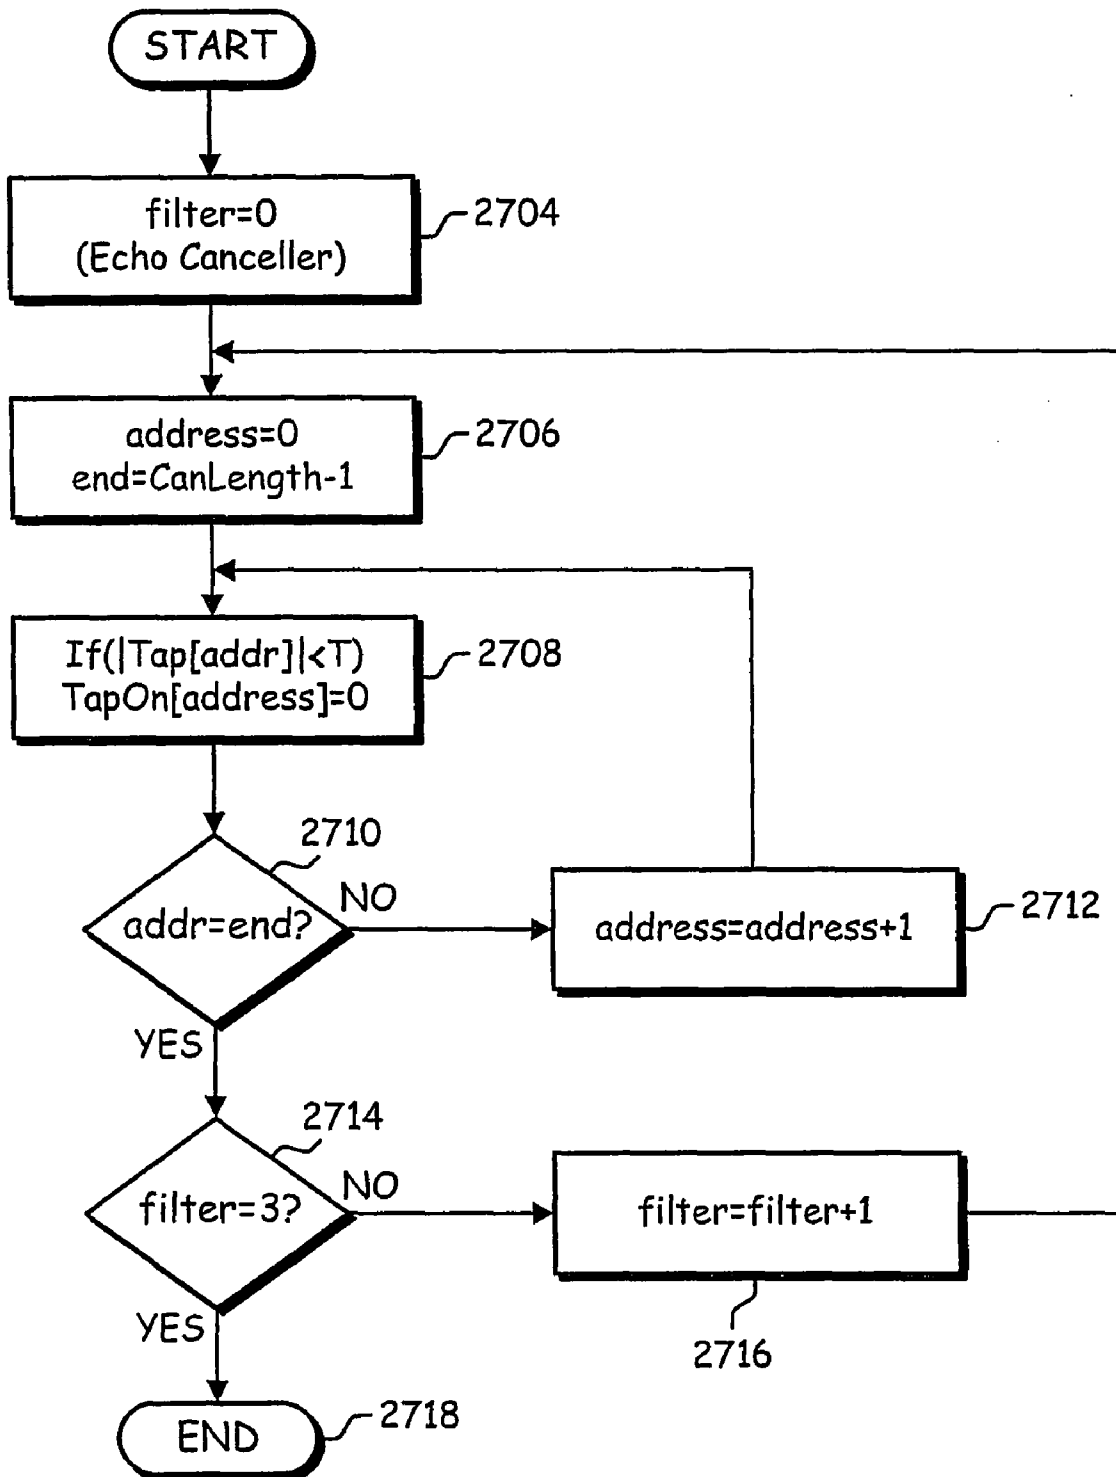 START
filter=0
(Echo Canceller)
2704
address=0
end=CanLength-1
2706
If(|Tap[addr]|<T)
TapOn[address]=0
2708
2710
addr=end?
NO
address=address+1
2712
YES
2714
filter=3?
NO
filter=filter+1
2716
YES
END
2718